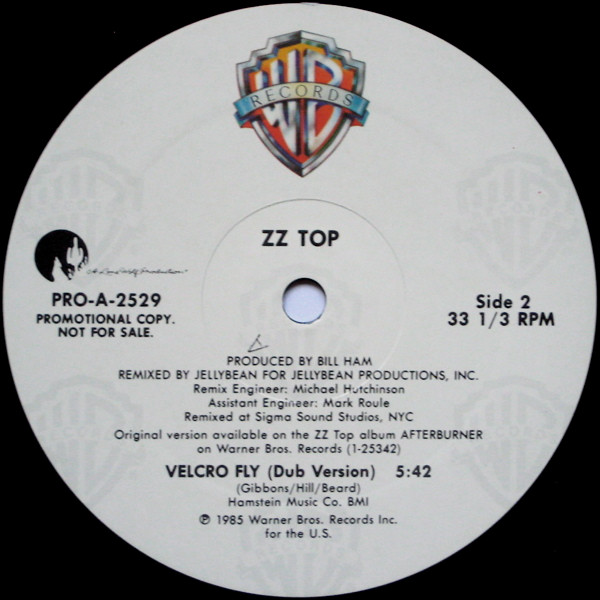 WB
RECORDS
ZZ TOP
A Lone Wolf Production
PRO-A-2529
PROMOTIONAL COPY.
NOT FOR SALE.
Side 2
33 1/3 RPM
PRODUCED BY BILL HAM
REMIXED BY JELLYBEAN FOR JELLYBEAN PRODUCTIONS, INC.
Remix Engineer: Michael Hutchinson
Assistant Engineer: Mark Roule
Remixed at Sigma Sound Studios, NYC
Original version available on the ZZ Top album AFTERBURNER
on Warner Bros. Records (1-25342)
VELCRO FLY (Dub Version) 5:42
(Gibbons/Hill/Beard)
Hamstein Music Co. BMI
℗ 1985 Warner Bros. Records Inc.
for the U.S.